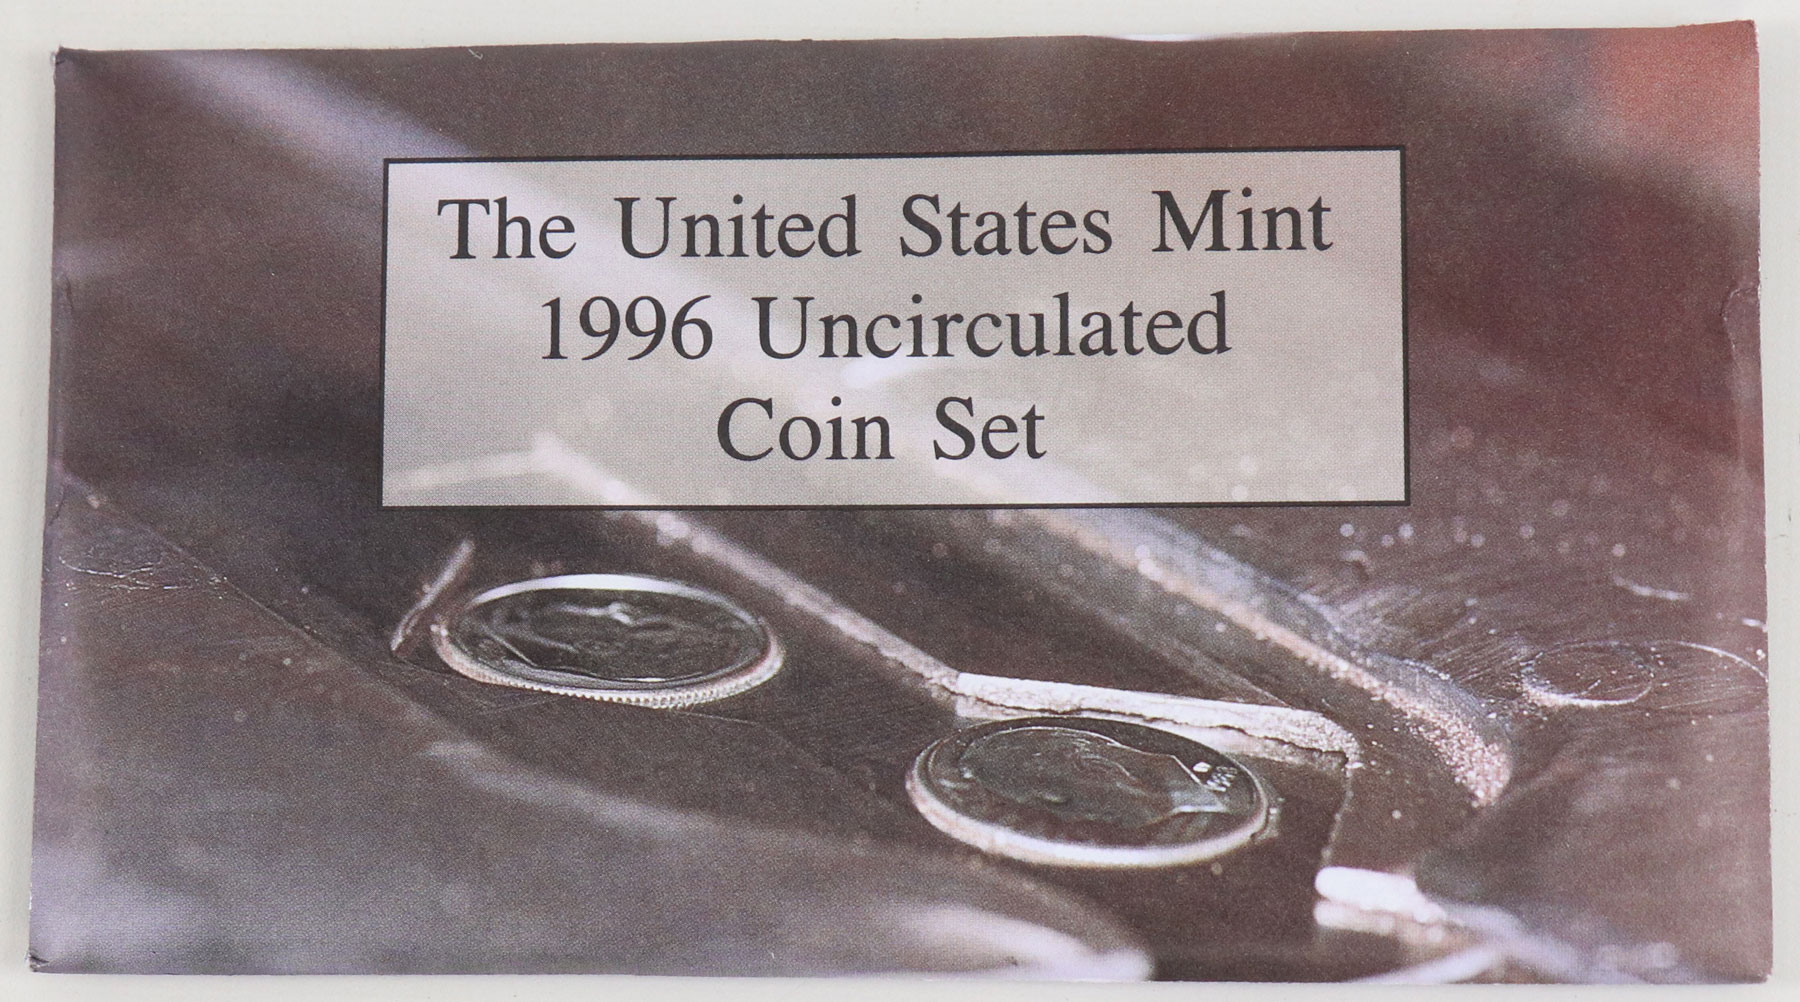 The United States Mint
1996 Uncirculated
Coin Set